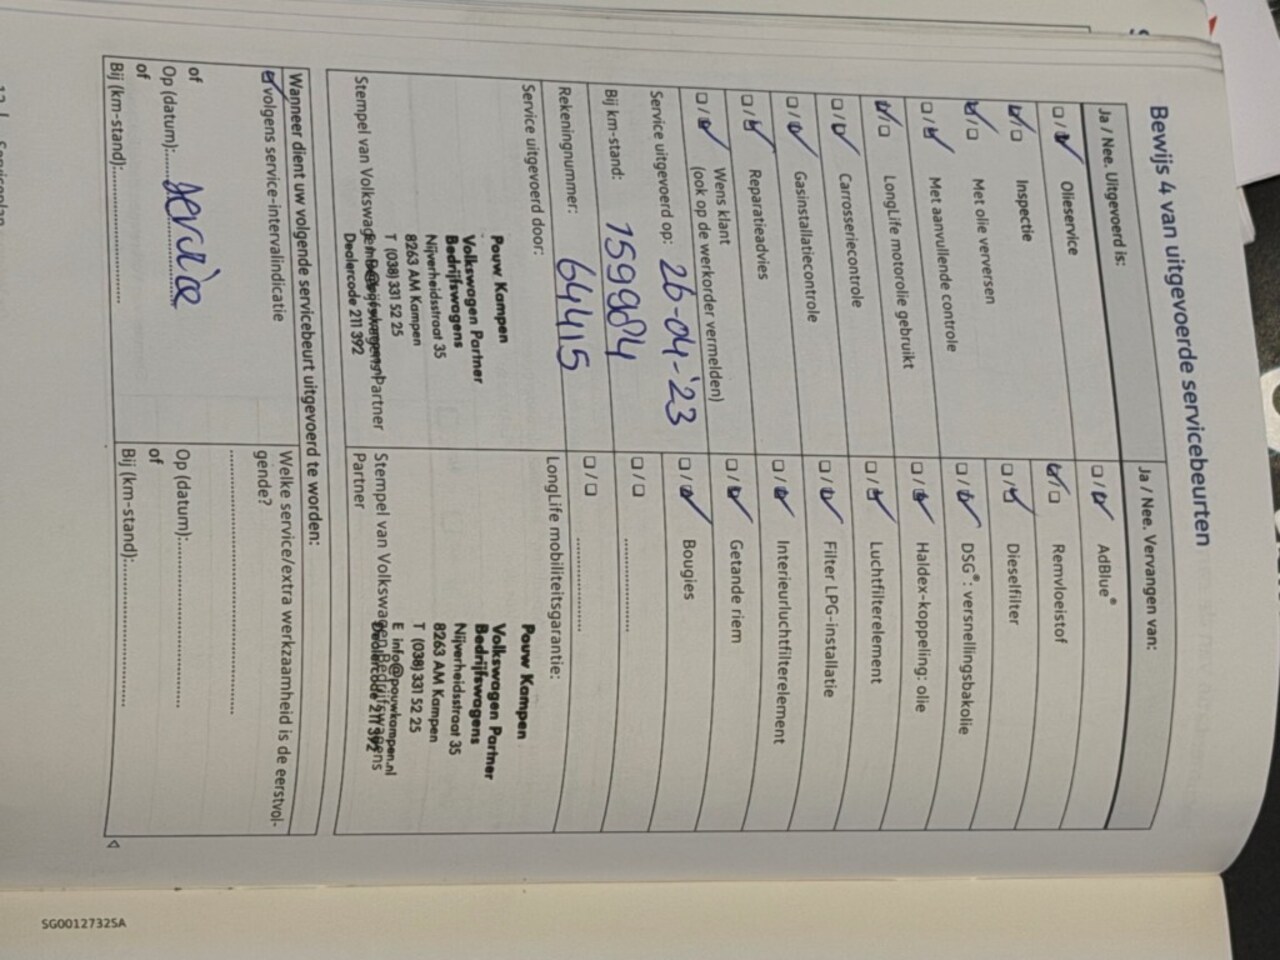 Bewijs 4 van uitgevoerde servicebeurten
Ja / Nee. Uitgevoerd is:
☐ / ☑ Olieservice
☑ / ☐ Inspectie
☑ / ☐ Met olie verversen
☐ / ☑ Met aanvullende controle
☑ / ☐ LongLife motorolie gebruikt
☐ / ☑ Carrosseriecontrole
☐ / ☑ Gasinstallatiecontrole
☐ / ☑ Reparatieadvies
☐ / ☑ Wens klant
(ook op de werkorder vermelden)
Service uitgevoerd op: 26-04-'23
Bij km-stand:
Rekeningnummer: 64415
Service uitgevoerd door:
Pouw Kampen
Volkswagen Partner
Bedrijfswagens
Nijverheidsstraat 35
8263 AM Kampen
T (038) 331 52 25
Dealercode 211 392
Stempel van Volkswagen Partner
Ja / Nee. Vervangen van:
☐ / ☑ AdBlue®
☑ / ☐ Remvloeistof
☐ / ☑ Dieselfilter
☐ / ☑ DSG®: versnellingsbakolie
☐ / ☑ Haldex-koppeling: olie
☐ / ☑ Luchtfilterelement
☐ / ☑ Filter LPG-installatie
☐ / ☑ Interieurluchtfilterelement
☐ / ☑ Getande riem
☐ / ☑ Bougies
☐ / ☐ ....................
☐ / ☐ ....................
LongLife mobiliteitsgarantie:
Pouw Kampen
Volkswagen Partner
Bedrijfswagens
Nijverheidsstraat 35
8263 AM Kampen
T (038) 331 52 25
E info@pouwkampen.nl
Dealercode 211 392
Stempel van Volkswagen Bedrijfswagens
Partner
Wanneer dient uw volgende servicebeurt uitgevoerd te worden:
☑ volgens service-intervalindicatie
of
Op (datum): service
of
Bij (km-stand):....................
Welke service/extra werkzaamheid is de eerstvol-
gende?
....................
Op (datum):....................
of
Bij (km-stand):....................
12 | Serviceplan
SG0012732SA